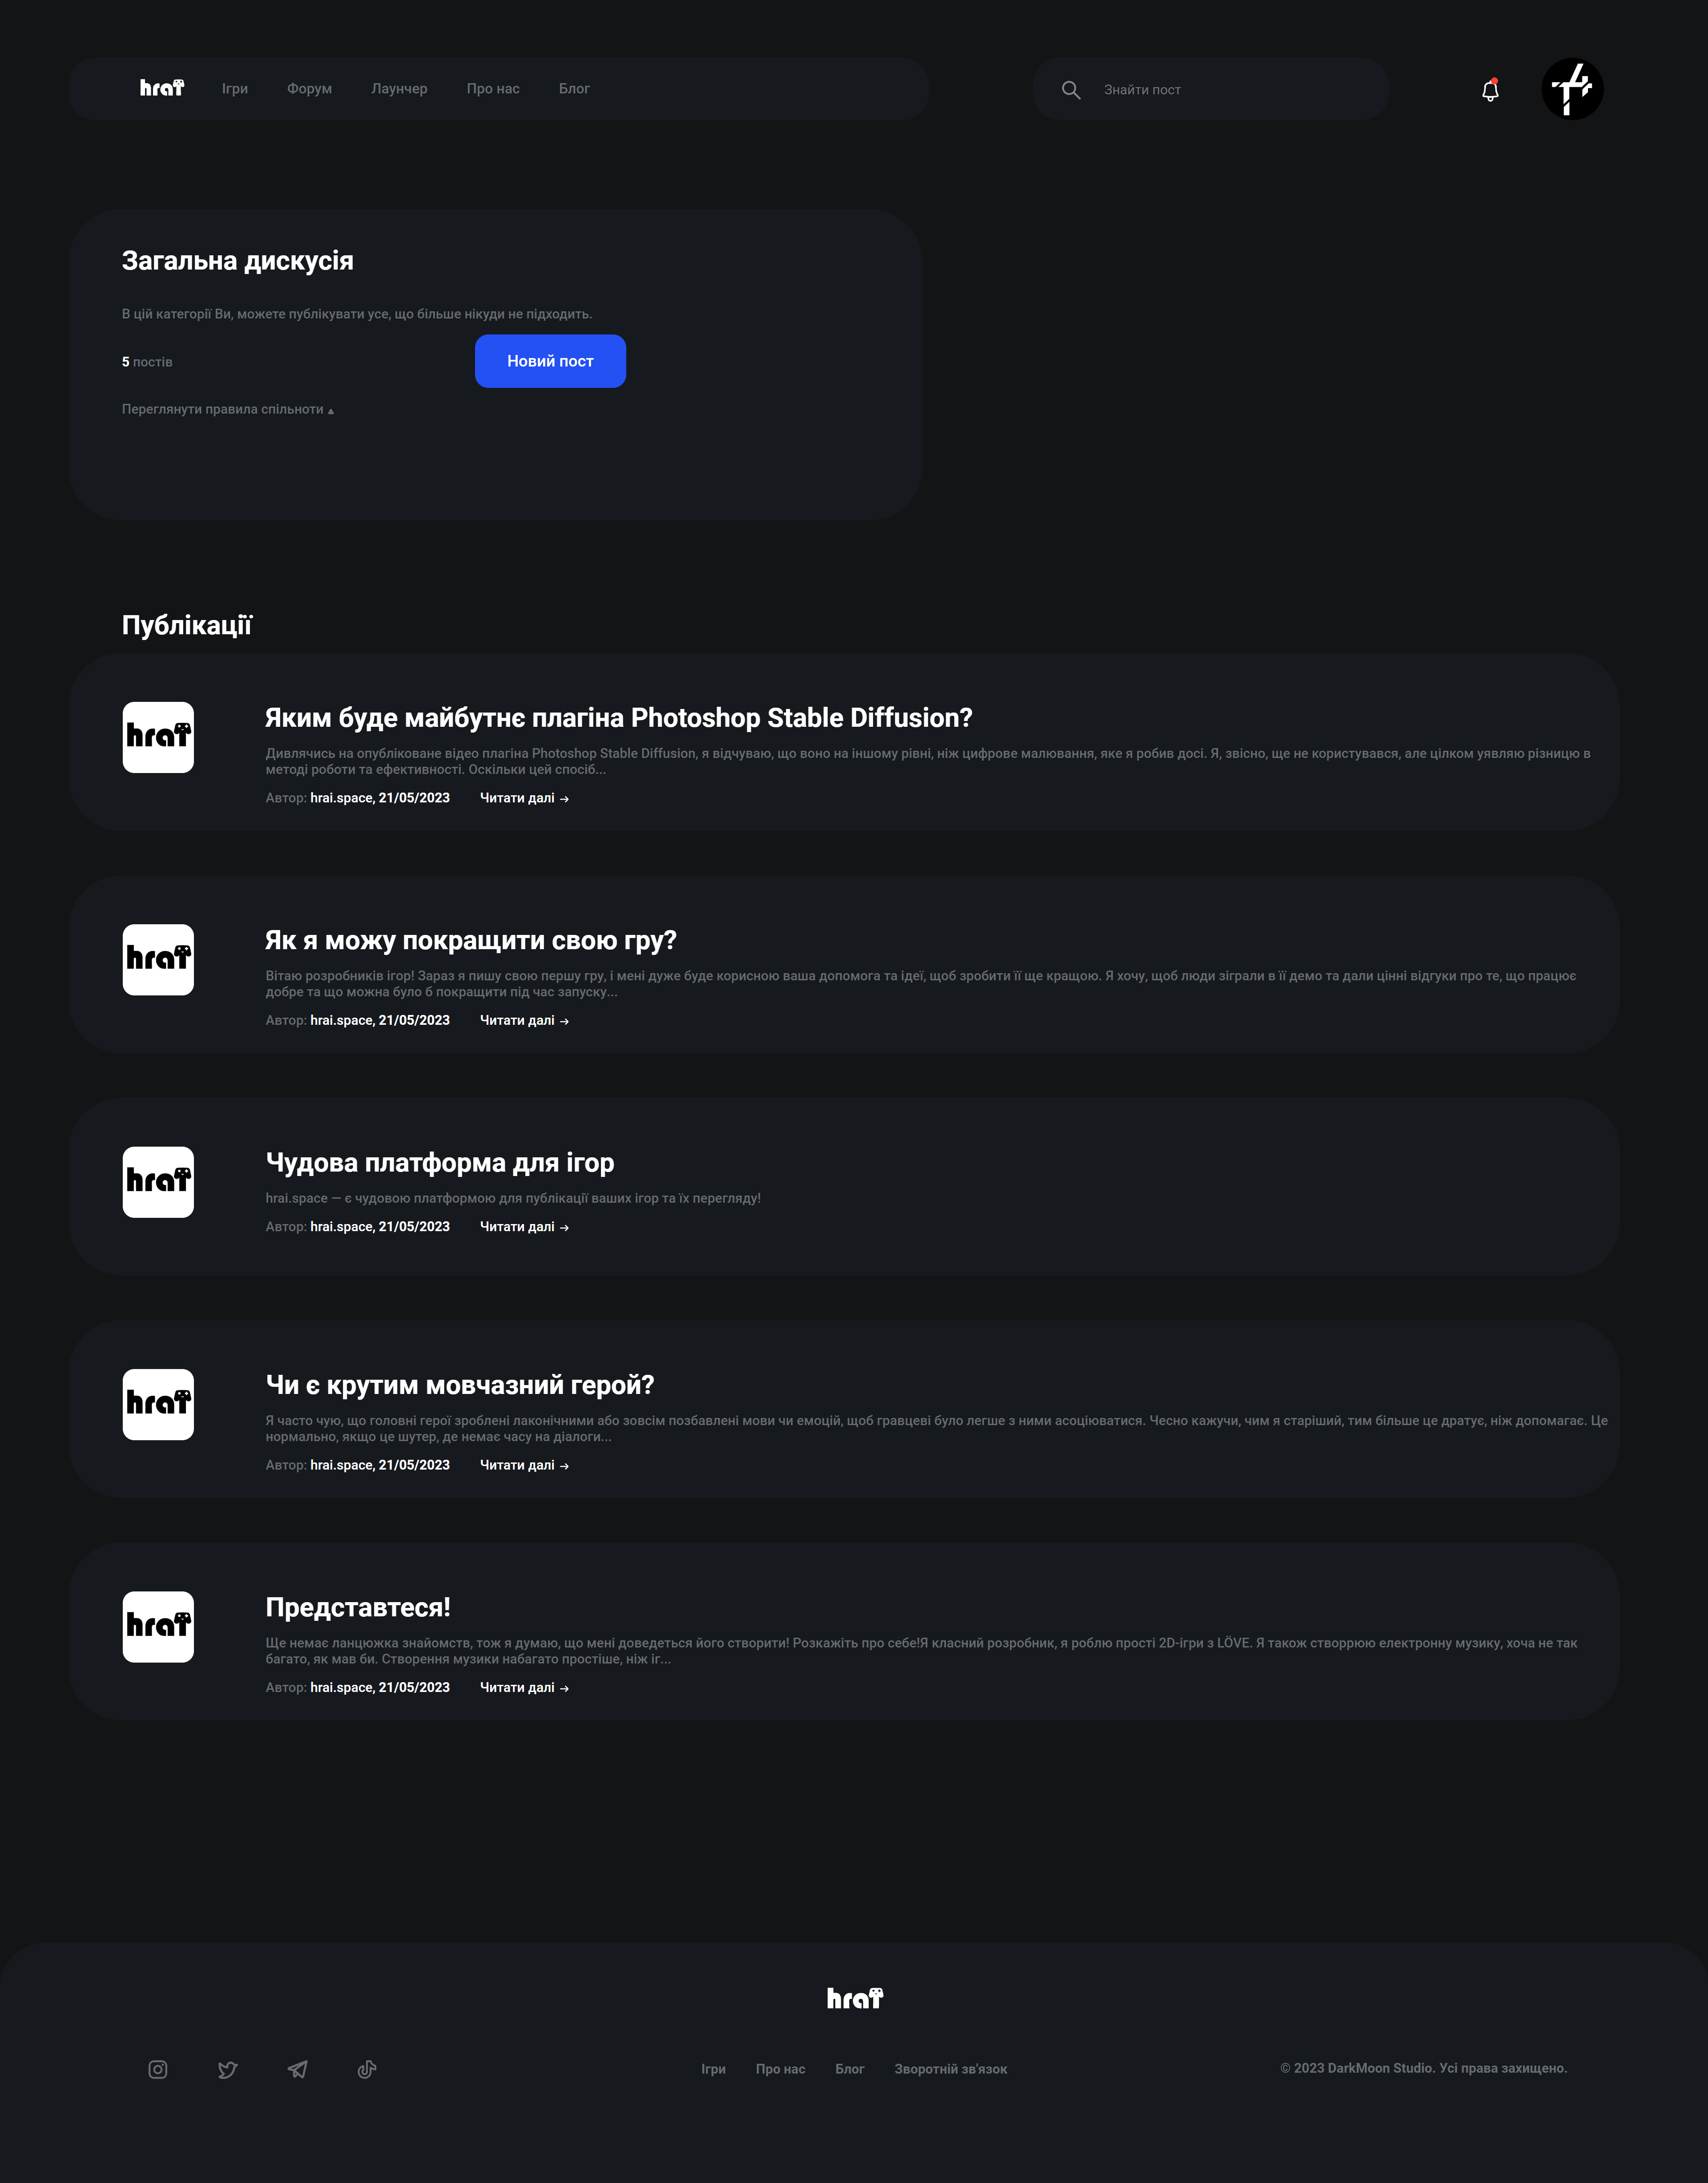 hrai
Ігри
Форум
Лаунчер
Про нас
Блог
Знайти пост
Загальна дискусія
В цій категорії Ви, можете публікувати усе, що більше нікуди не підходить.
5 постів
Новий пост
Переглянути правила спільноти ▲
Публікації
hrai
Яким буде майбутнє плагіна Photoshop Stable Diffusion?
Дивлячись на опубліковане відео плагіна Photoshop Stable Diffusion, я відчуваю, що воно на іншому рівні, ніж цифрове малювання, яке я робив досі. Я, звісно, ще не користувався, але цілком уявляю різницю в
методі роботи та ефективності. Оскільки цей спосіб...
Автор: hrai.space, 21/05/2023 Читати далі →
hrai
Як я можу покращити свою гру?
Вітаю розробників ігор! Зараз я пишу свою першу гру, і мені дуже буде корисною ваша допомога та ідеї, щоб зробити її ще кращою. Я хочу, щоб люди зіграли в її демо та дали цінні відгуки про те, що працює
добре та що можна було б покращити під час запуску...
Автор: hrai.space, 21/05/2023 Читати далі →
hrai
Чудова платформа для ігор
hrai.space — є чудовою платформою для публікації ваших ігор та їх перегляду!
Автор: hrai.space, 21/05/2023 Читати далі →
hrai
Чи є крутим мовчазний герой?
Я часто чую, що головні герої зроблені лаконічними або зовсім позбавлені мови чи емоцій, щоб гравцеві було легше з ними асоціюватися. Чесно кажучи, чим я старіший, тим більше це дратує, ніж допомагає. Це
нормально, якщо це шутер, де немає часу на діалоги...
Автор: hrai.space, 21/05/2023 Читати далі →
hrai
Представтеся!
Ще немає ланцюжка знайомств, тож я думаю, що мені доведеться його створити! Розкажіть про себе!Я класний розробник, я роблю прості 2D-ігри з LÖVE. Я також створрюю електронну музику, хоча не так
багато, як мав би. Створення музики набагато простіше, ніж іг...
Автор: hrai.space, 21/05/2023 Читати далі →
hrai
Ігри
Про нас
Блог
Зворотній зв'язок
© 2023 DarkMoon Studio. Усі права захищено.